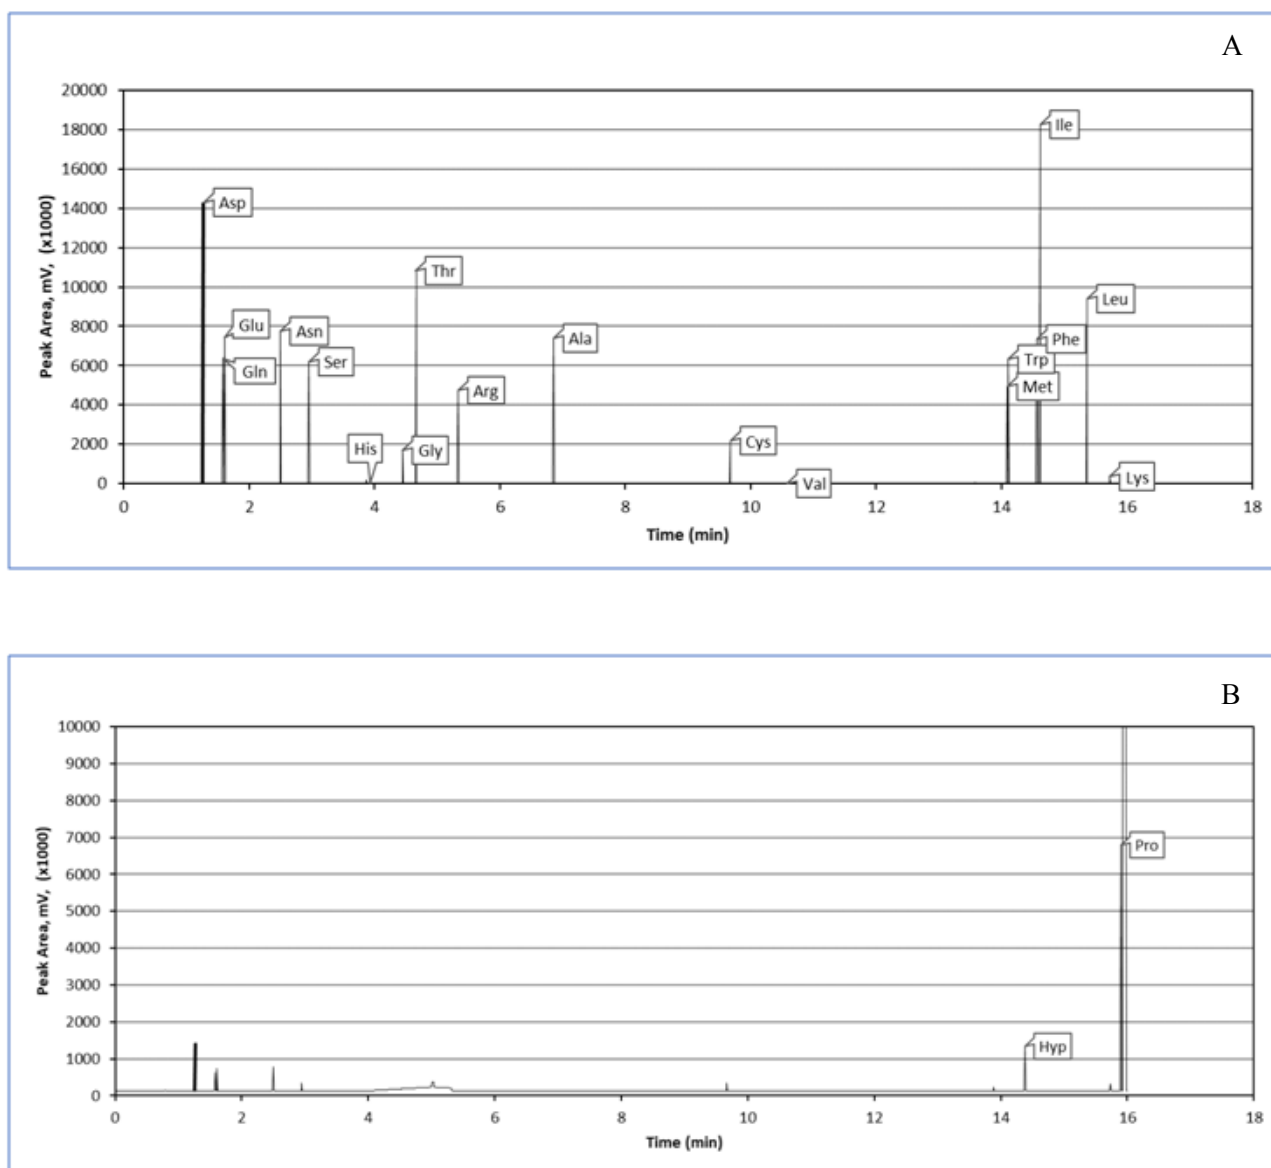 A
20000
18000
16000
14000
12000
10000
8000
6000
4000
2000
0
Peak Area, mV, (x1000)
Asp
Glu
Gln
Asn
Ser
His
Gly
Thr
Arg
Ala
Cys
Val
Met
Trp
Phe
Ile
Leu
Lys
0 2 4 6 8 10 12 14 16 18
Time (min)
B
10000
9000
8000
7000
6000
5000
4000
3000
2000
1000
0
Peak Area, mV, (x1000)
Hyp
Pro
0 2 4 6 8 10 12 14 16 18
Time (min)